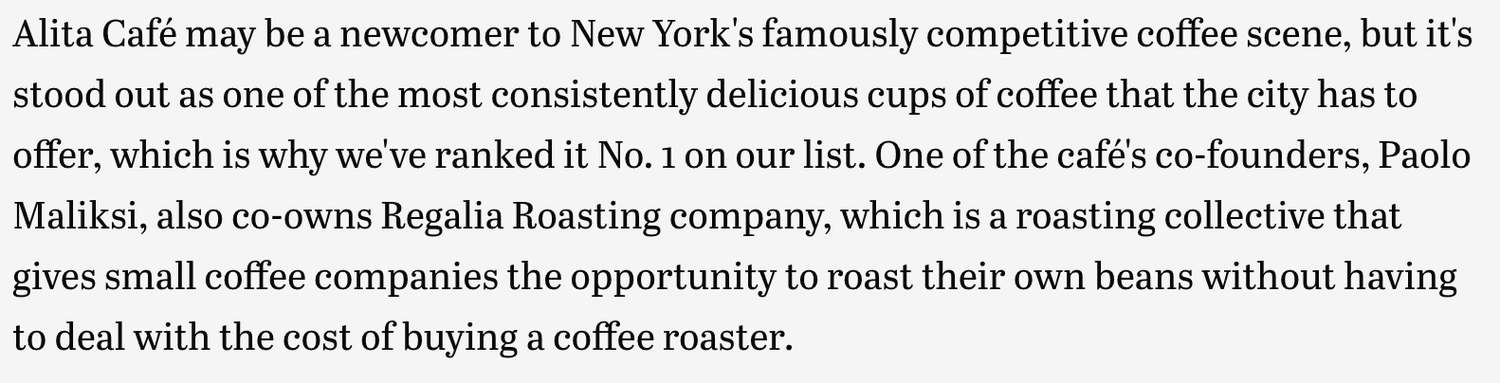 Alita Café may be a newcomer to New York's famously competitive coffee scene, but it's
stood out as one of the most consistently delicious cups of coffee that the city has to
offer, which is why we've ranked it No. 1 on our list. One of the café's co-founders, Paolo
Maliksi, also co-owns Regalia Roasting company, which is a roasting collective that
gives small coffee companies the opportunity to roast their own beans without having
to deal with the cost of buying a coffee roaster.